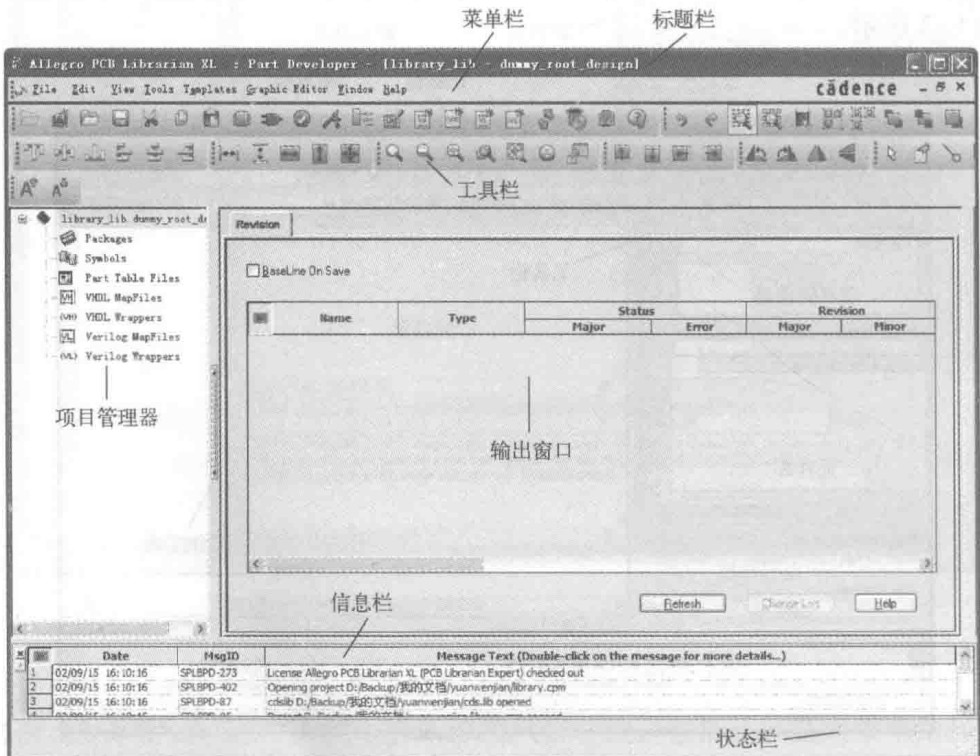 菜单栏
标题栏
Allegro PCB Librarian XL : Part Developer - [library_lib - dummy_root_design]
File Edit View Tools Templates Graphic Editor Window Help
cādence
工具栏
library_lib.dummy_root_de
Packages
Symbols
Part Table Files
VHDL MapFiles
VHDL Wrappers
Verilog MapFiles
Verilog Wrappers
项目管理器
Revision
BaseLine On Save
Name Type Status Revision
Major Error Major Minor
输出窗口
信息栏
Refresh Help
Date MsgID Message Text (Double-click on the message for more details...)
1 02/09/15 16:10:16 SPLBPD-273 License Allegro PCB Librarian XL (PCB Librarian Expert) checked out
2 02/09/15 16:10:16 SPLBPD-402 Opening project D:/Backup/我的文档/yuanwenjian/library.cpm
3 02/09/15 16:10:16 SPLBPD-87 cdslib D:/Backup/我的文档/yuanwenjian/cds.lib opened
状态栏